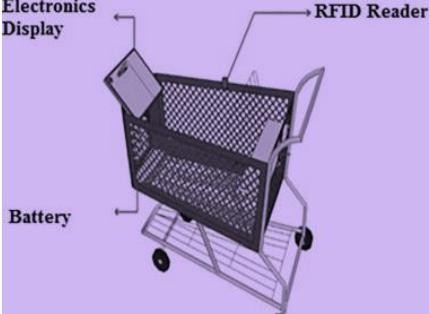 Electronics
Display
RFID Reader
Battery